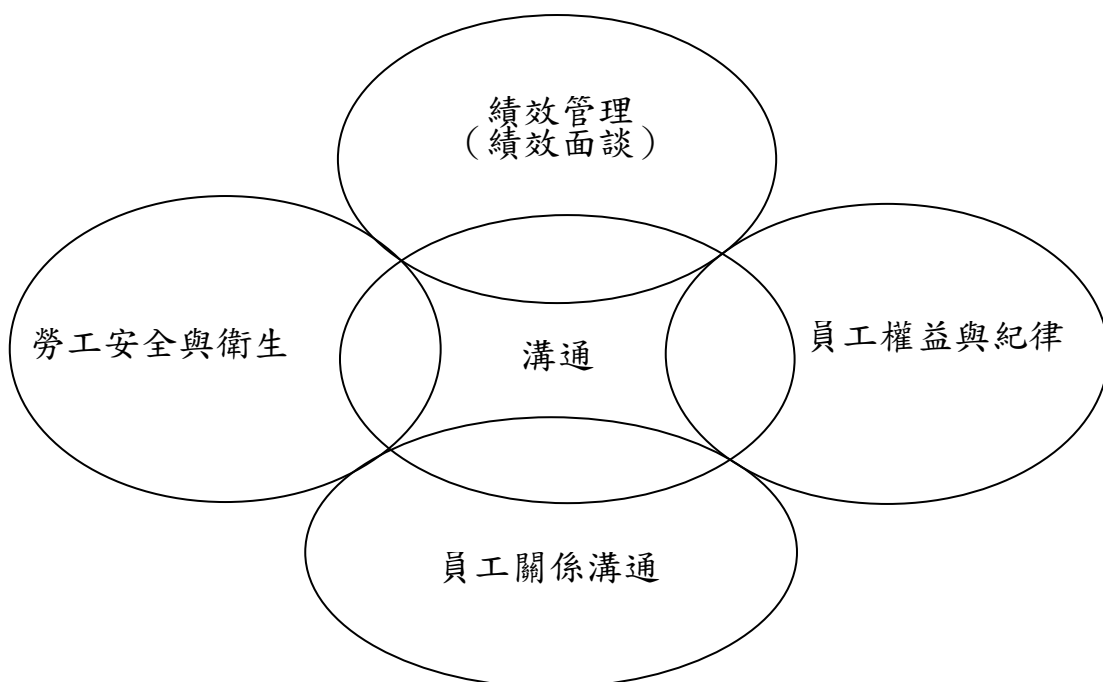 績效管理
（績效面談）
勞工安全與衛生
溝通
員工權益與紀律
員工關係溝通